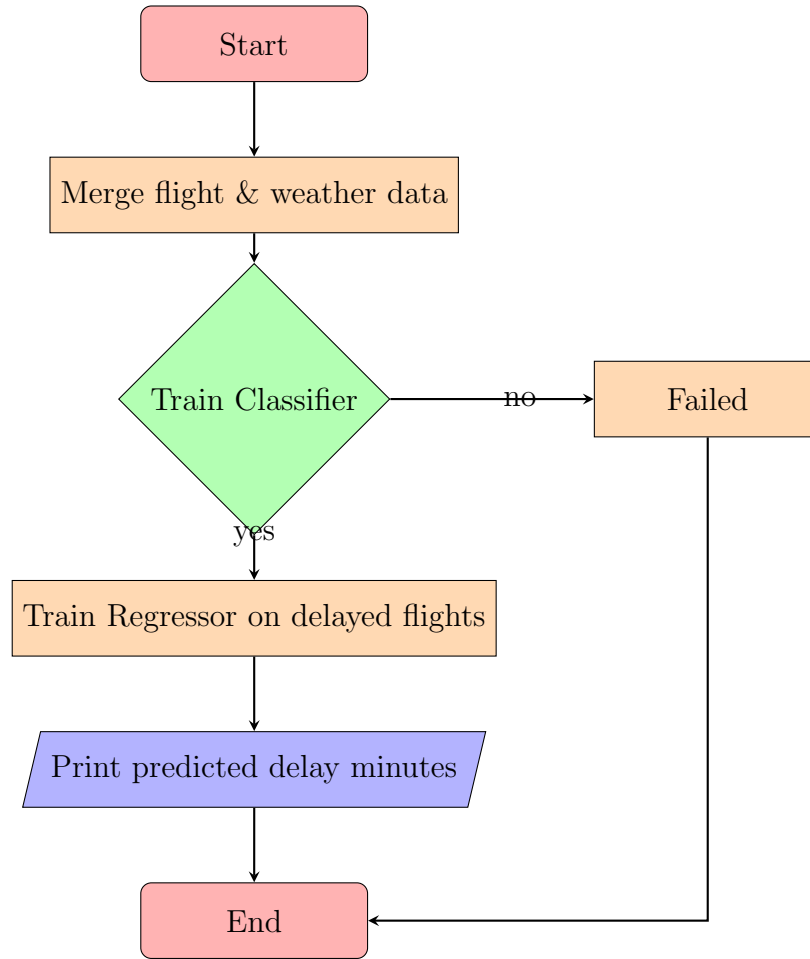 Start
Merge flight & weather data
Train Classifier
no
Failed
yes
Train Regressor on delayed flights
Print predicted delay minutes
End